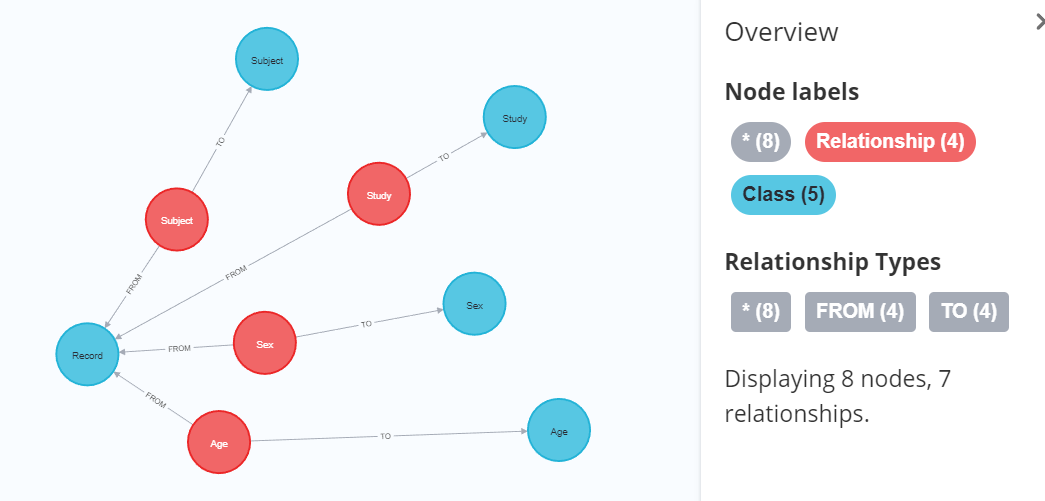 Subject
TO
Subject
FROM
Study
TO
Study
FROM
Record
Sex
TO
Sex
FROM
Age
TO
Age
FROM
Overview
Node labels
* (8) Relationship (4)
Class (5)
Relationship Types
* (8) FROM (4) TO (4)
Displaying 8 nodes, 7
relationships.